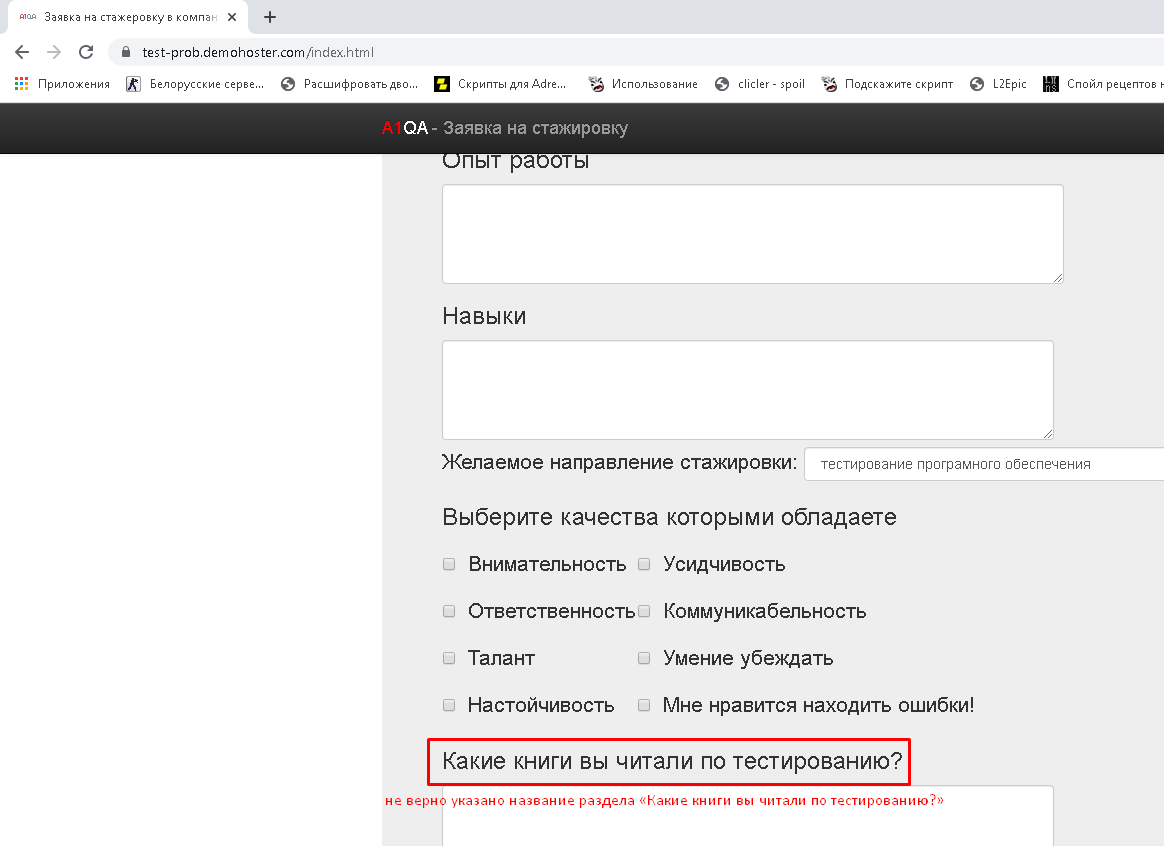 A1QA Заявка на стажеровку в компан
test-prob.demohoster.com/index.html
Приложения Белорусские серве... Расшифровать дво... Скрипты для Adre... Использование clicler - spoil Подскажите скрипт L2Epic Спойл рецептов н
A1QA - Заявка на стажировку
Опыт работы
Навыки
Желаемое направление стажировки: тестирование програмного обеспечения
Выберите качества которыми обладаете
Внимательность Усидчивость
Ответственность Коммуникабельность
Талант Умение убеждать
Настойчивость Мне нравится находить ошибки!
Какие книги вы читали по тестированию?
не верно указано название раздела «Какие книги вы читали по тестированию?»